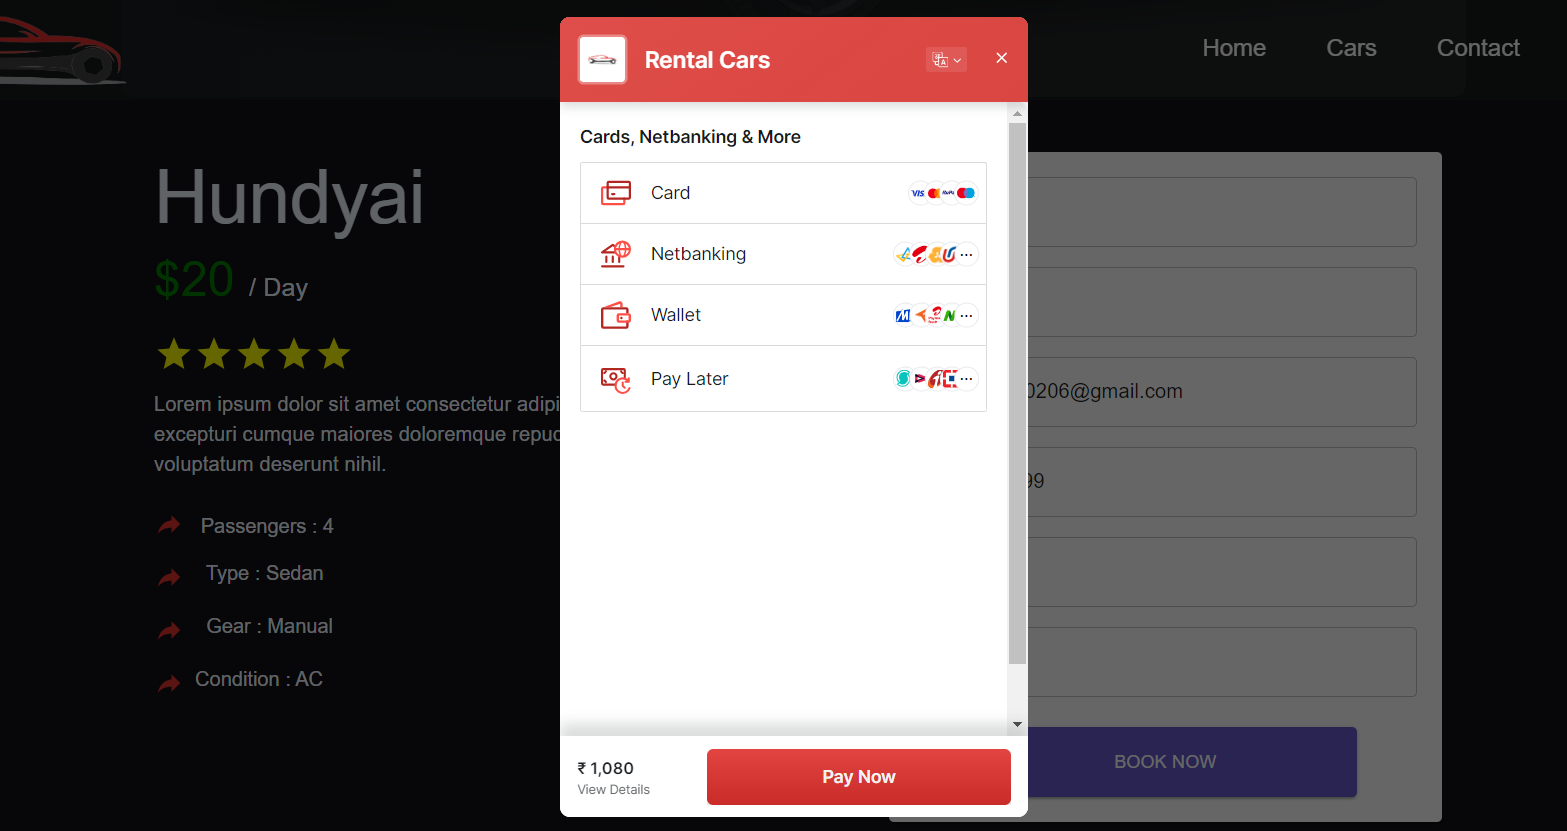 Home Cars Contact
Rental Cars
Cards, Netbanking & More
Card
VISA
Netbanking
Wallet
Pay Later
₹ 1,080
View Details
Pay Now
Hundyai
$20 / Day
Lorem ipsum dolor sit amet consectetur adipi
excepturi cumque maiores doloremque repuc
voluptatum deserunt nihil.
Passengers : 4
Type : Sedan
Gear : Manual
Condition : AC
0206@gmail.com
99
BOOK NOW